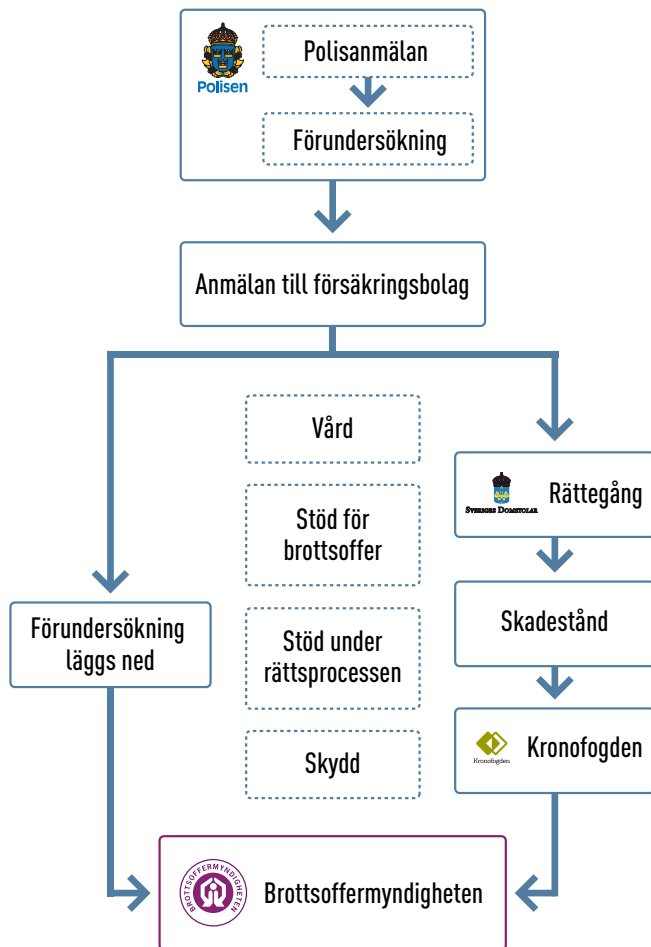 Polisen
Polisanmälan
Förundersökning
Anmälan till försäkringsbolag
Vård
Stöd för
brottsoffer
Stöd under
rättsprocessen
Skydd
Förundersökning
läggs ned
SVERIGES DOMSTOLAR
Rättegång
Skadestånd
Kronofogden
Kronofogden
BROTTSOFFERMYNDIGHETEN
Brottsoffermyndigheten